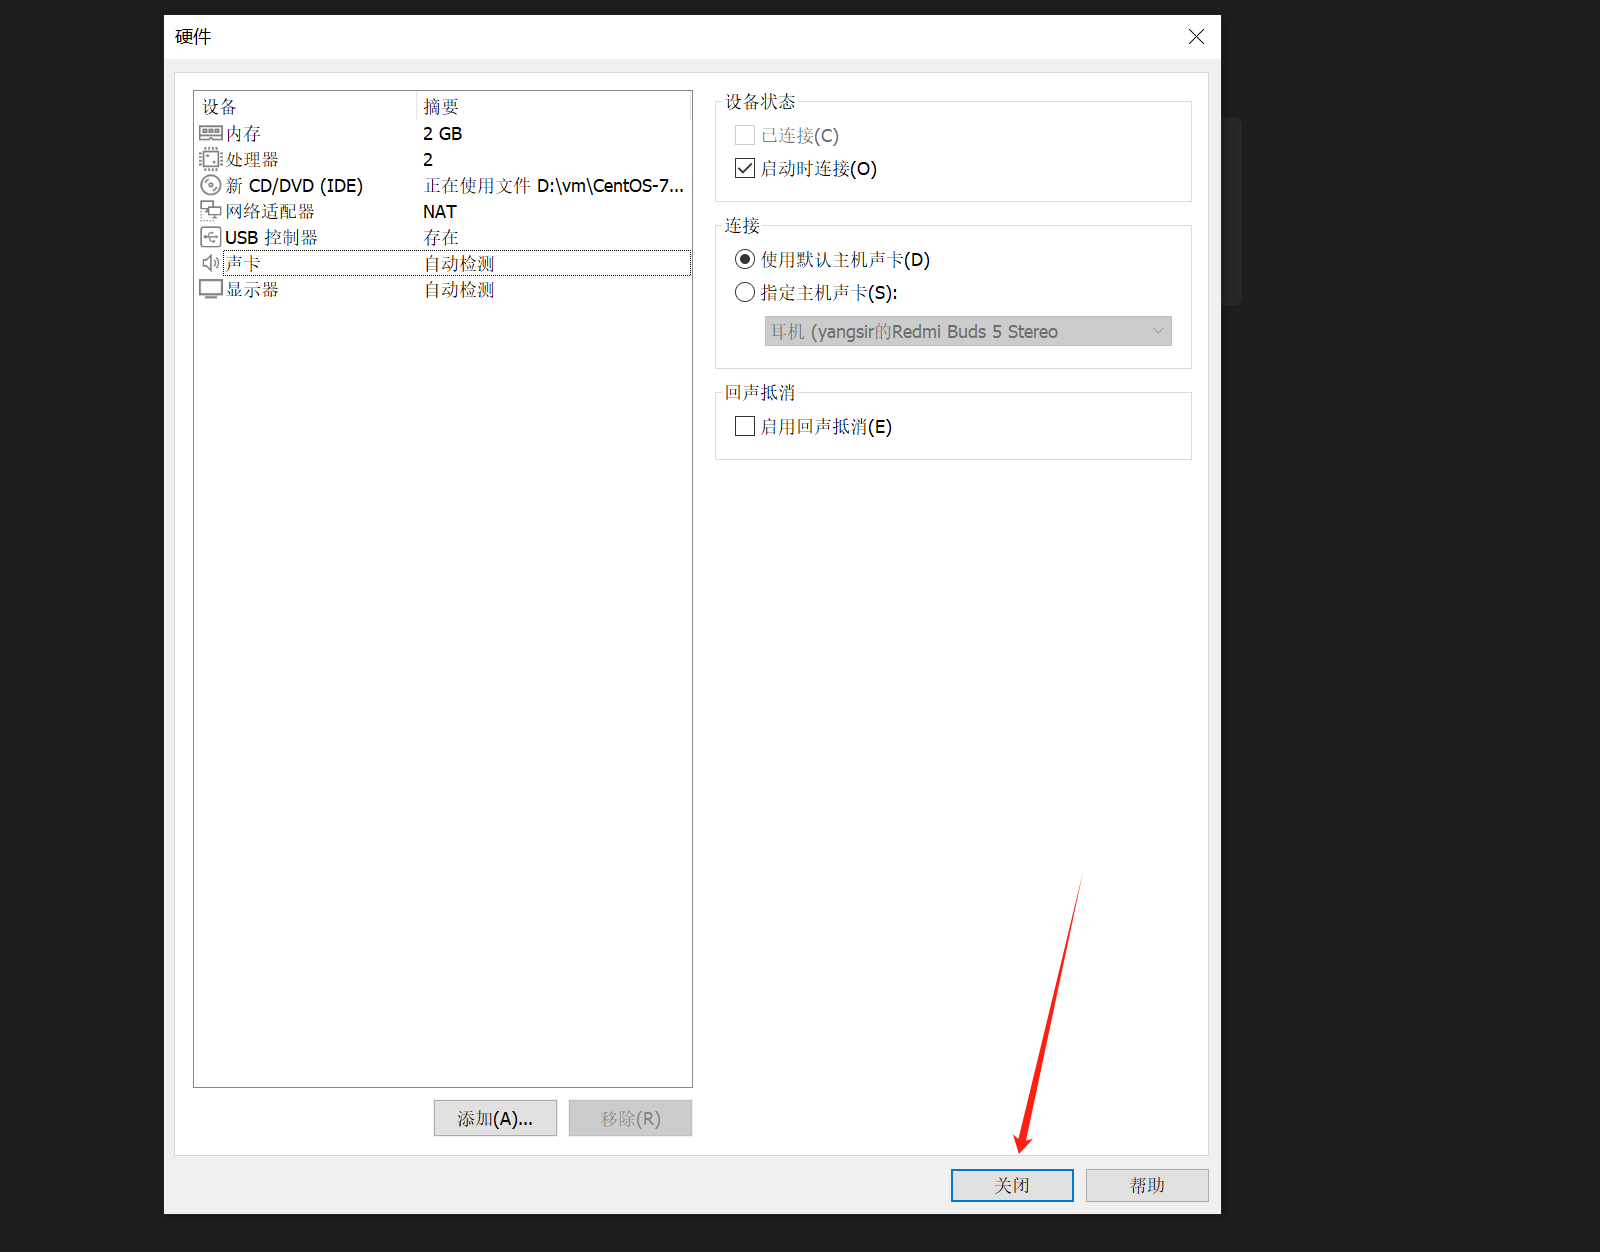 硬件
设备 摘要
内存 2 GB
处理器 2
新 CD/DVD (IDE) 正在使用文件 D:\vm\CentOS-7...
网络适配器 NAT
USB 控制器 存在
声卡 自动检测
显示器 自动检测
添加(A)... 移除(R)
设备状态
已连接(C)
启动时连接(O)
连接
使用默认主机声卡(D)
指定主机声卡(S):
耳机 (yangsir的Redmi Buds 5 Stereo
回声抵消
启用回声抵消(E)
关闭 帮助